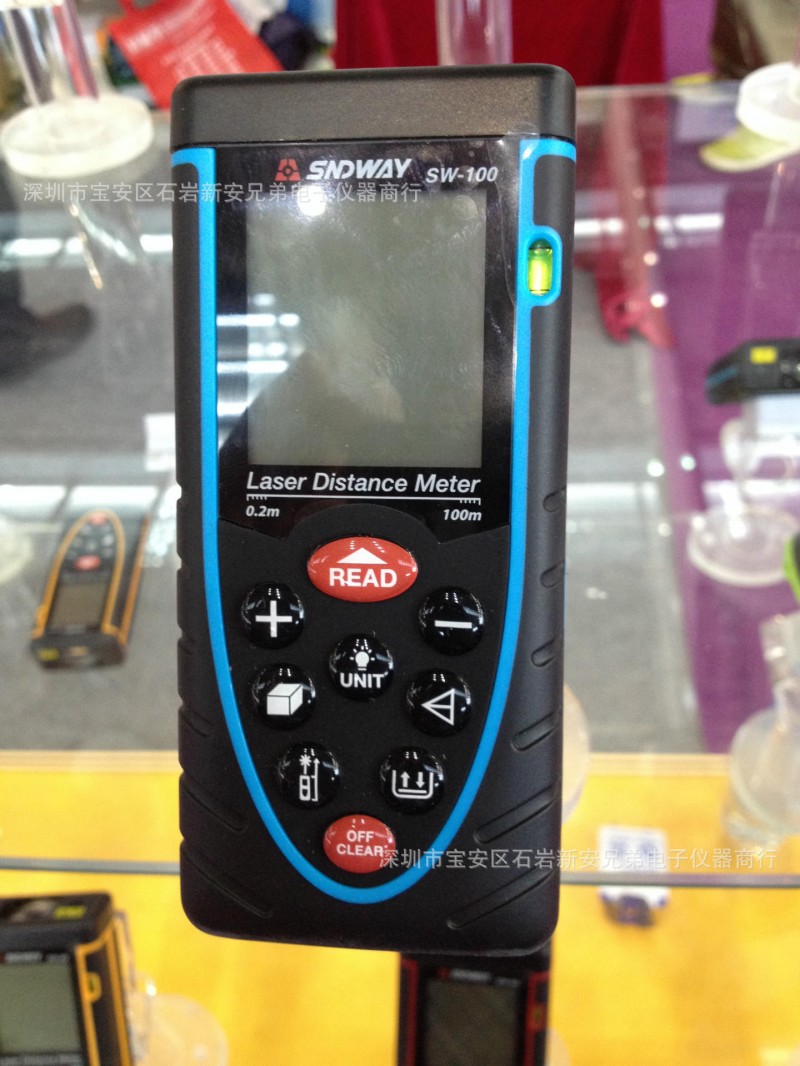 SNDWAY SW-100
深圳市宝安区石岩新安兄弟电子仪器商行
Laser Distance Meter
0.2m 100m
READ
UNIT
OFF
CLEAR
深圳市宝安区石岩新安兄弟电子仪器商行
SNDWAY
SNDWAY